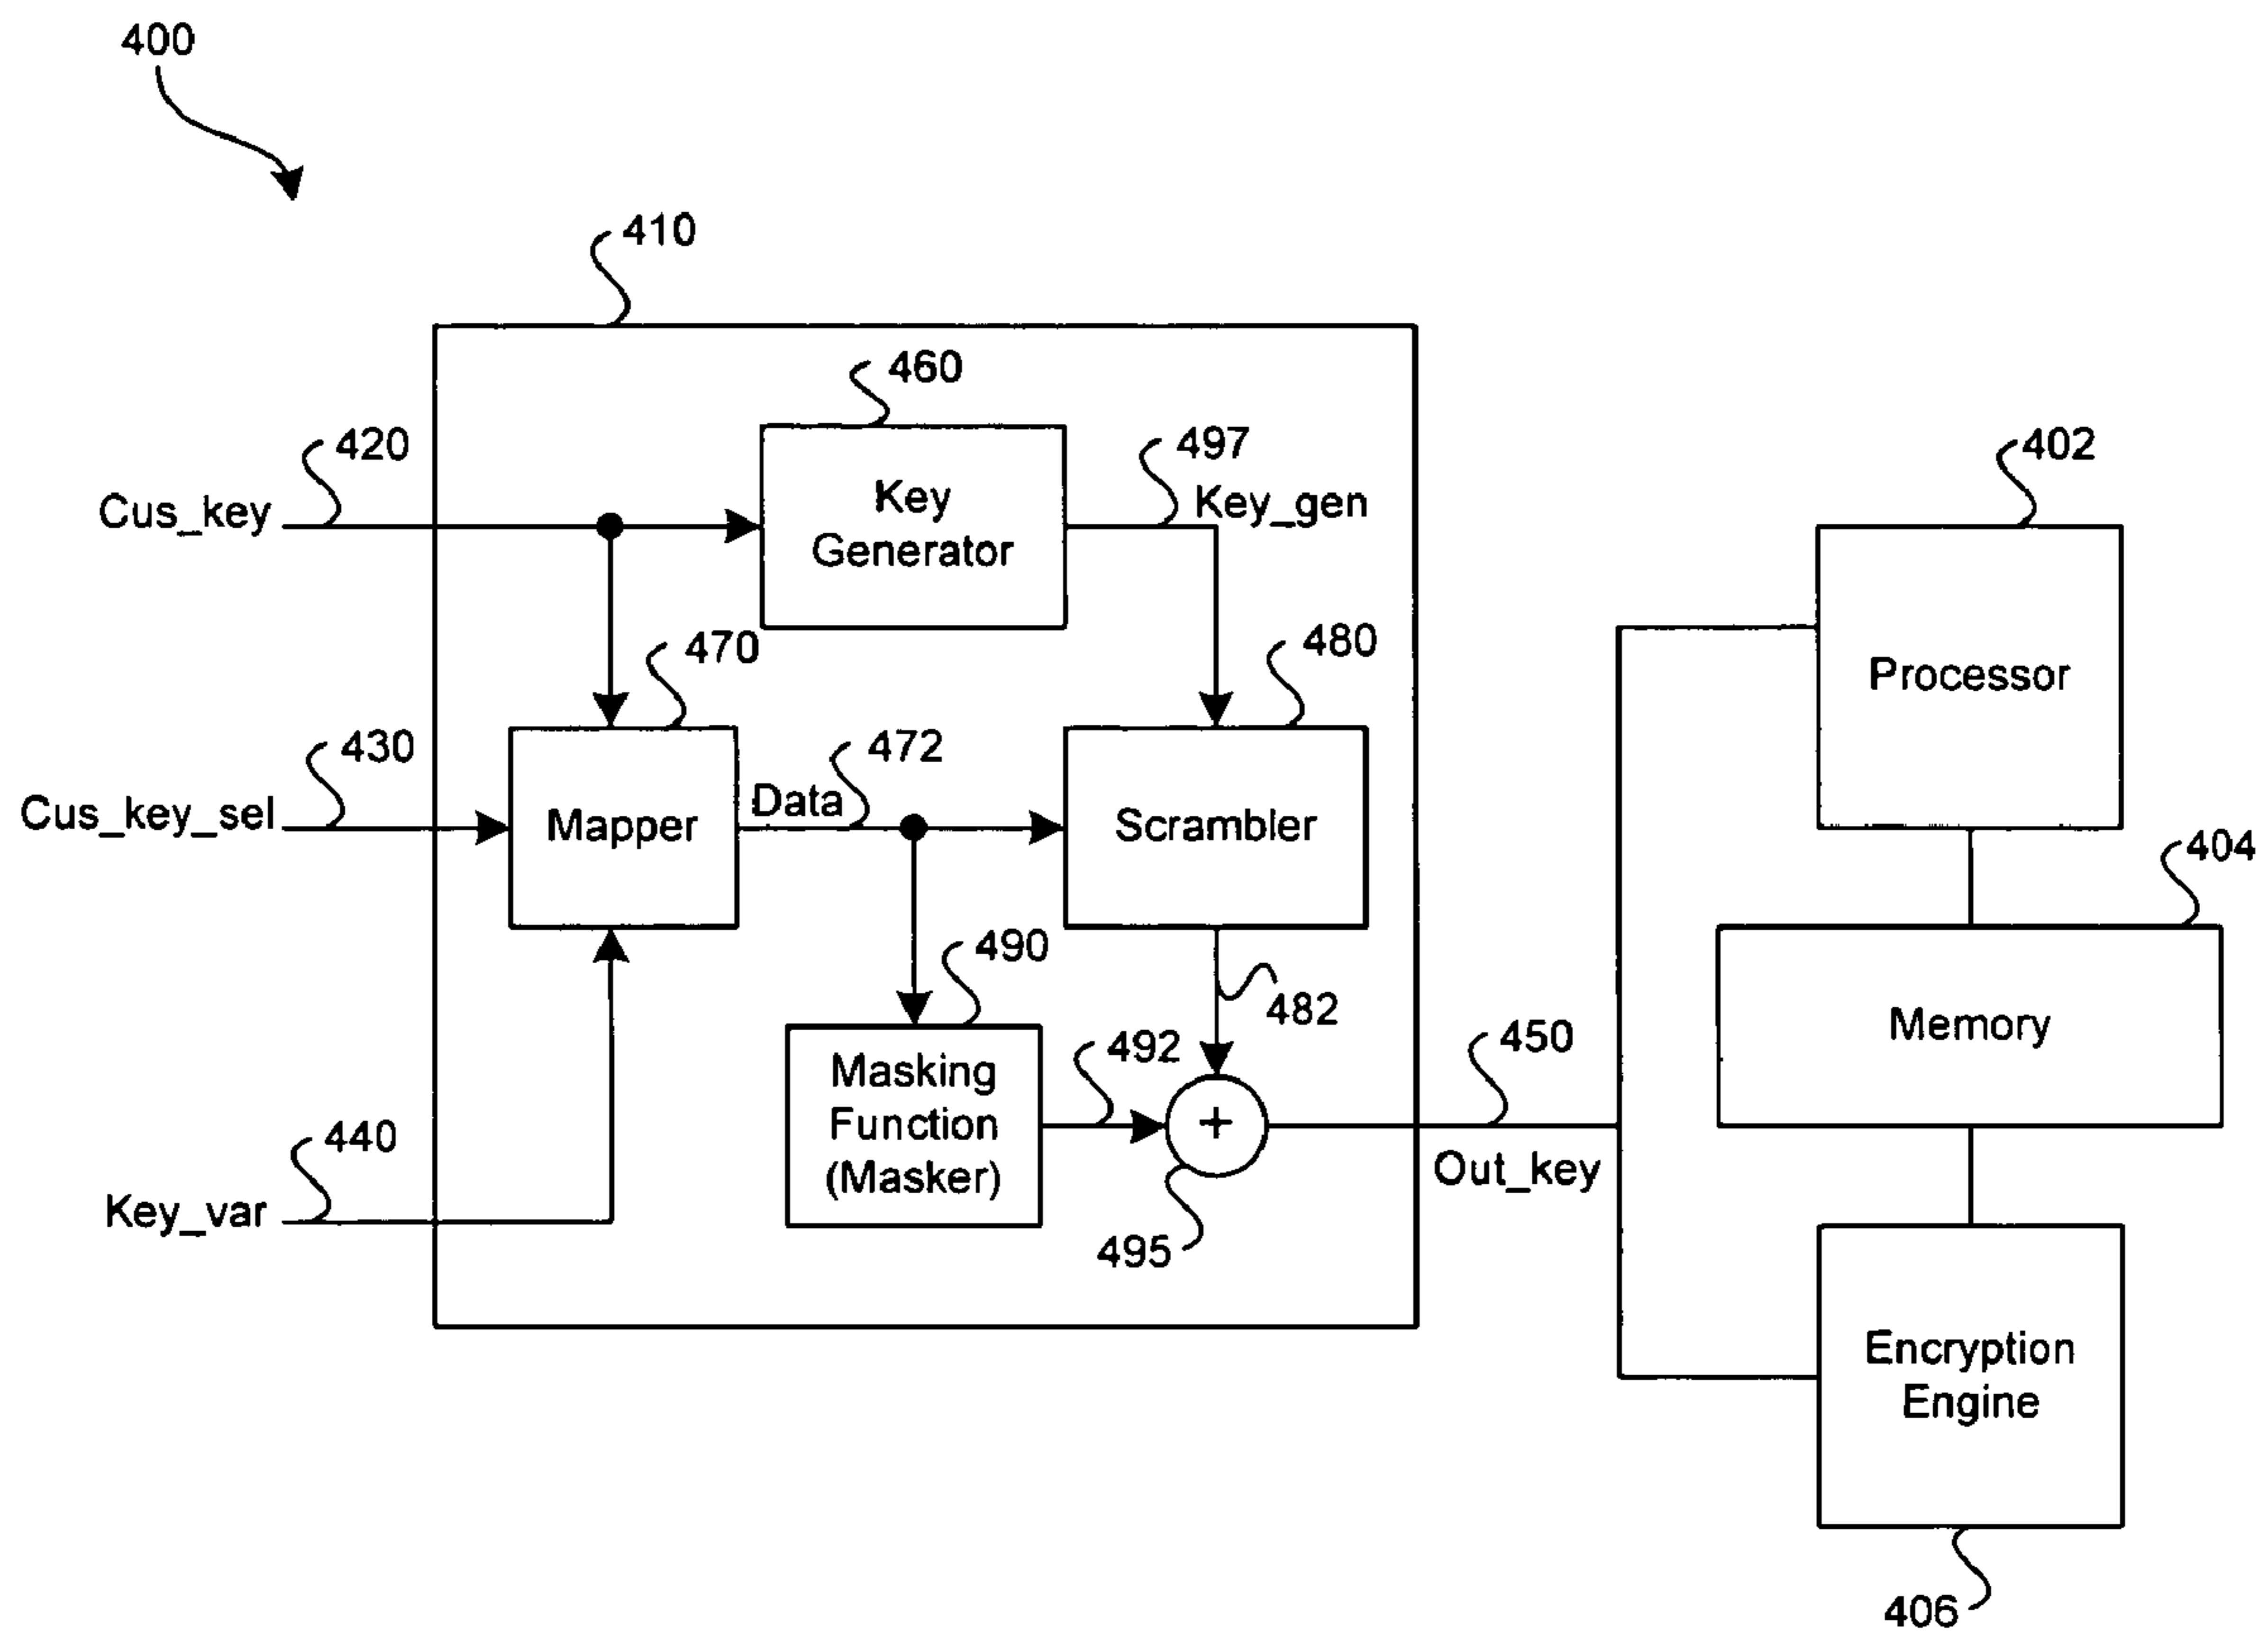 400
410
460
420
497
402
Cus_key
Key
Generator
Key_gen
470
480
Processor
430
472
404
Cus_key_sel
Mapper
Data
Scrambler
490
482
Memory
492
450
Masking
Function
(Masker)
+
440
Key_var
495
Out_key
Encryption
Engine
406